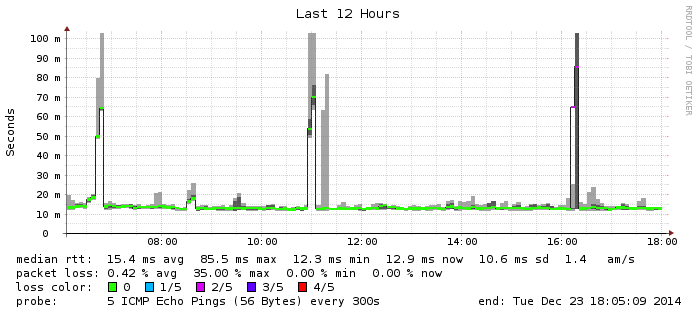 Last 12 Hours
RRDTOOL / TOBI OETIKER
Seconds
100 m
90 m
80 m
70 m
60 m
50 m
40 m
30 m
20 m
10 m
0
08:00 10:00 12:00 14:00 16:00 18:00
median rtt: 15.4 ms avg 85.5 ms max 12.3 ms min 12.9 ms now 10.6 ms sd 1.4 am/s
packet loss: 0.42 % avg 35.00 % max 0.00 % min 0.00 % now
loss color: 0 1/5 2/5 3/5 4/5
probe: 5 ICMP Echo Pings (56 Bytes) every 300s end: Tue Dec 23 18:05:09 2014